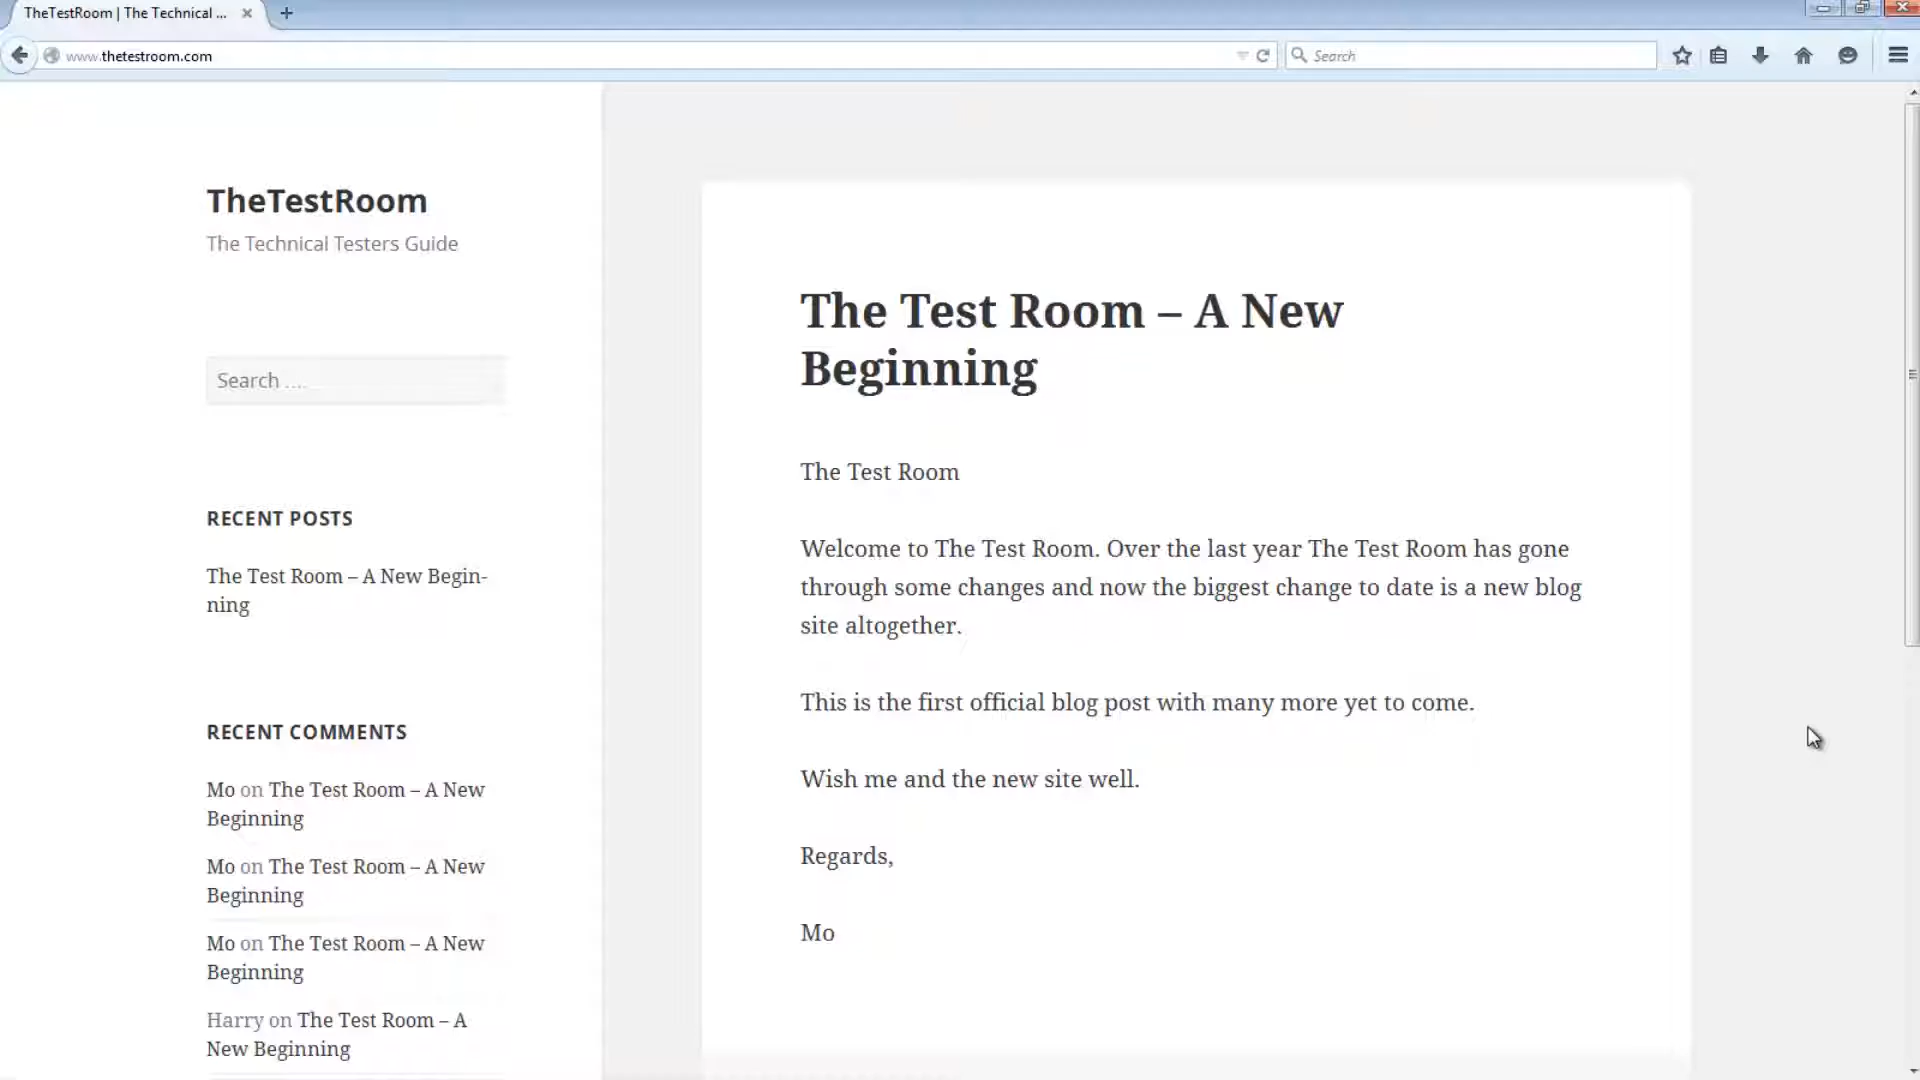 TheTestRoom | The Technical ...
www.thetestroom.com
Search
TheTestRoom
The Technical Testers Guide
Search ....
RECENT POSTS
The Test Room – A New Begin-
ning
RECENT COMMENTS
Mo on The Test Room – A New
Beginning
Mo on The Test Room – A New
Beginning
Mo on The Test Room – A New
Beginning
Harry on The Test Room – A
New Beginning
The Test Room – A New
Beginning
The Test Room
Welcome to The Test Room. Over the last year The Test Room has gone
through some changes and now the biggest change to date is a new blog
site altogether.
This is the first official blog post with many more yet to come.
Wish me and the new site well.
Regards,
Mo